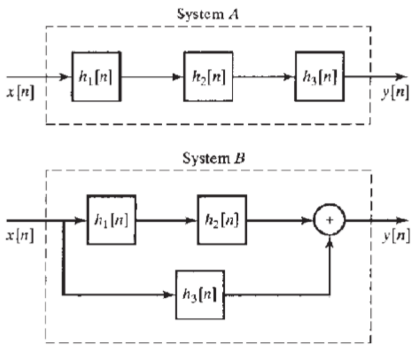 System A
x[n] h₁[n] h₂[n] h₃[n] y[n]
System B
h₁[n] h₂[n] +
x[n] y[n]
h₃[n]